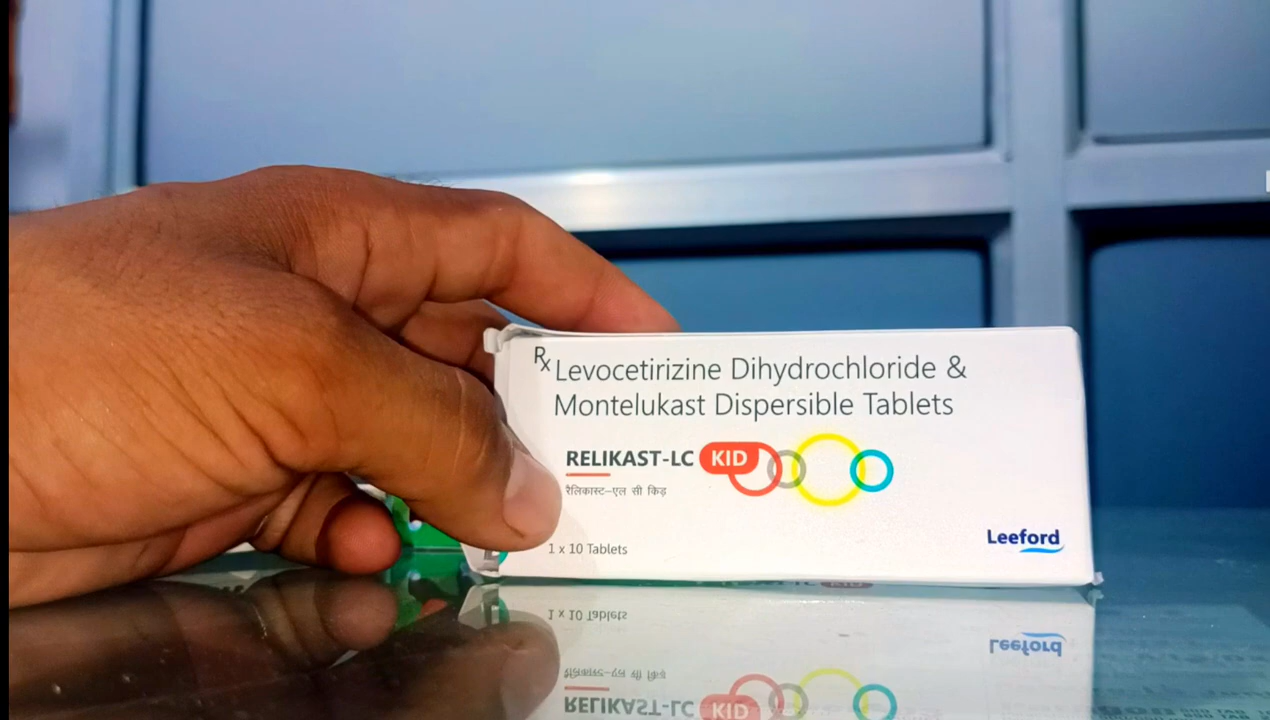 Rx Levocetirizine Dihydrochloride &
Montelukast Dispersible Tablets
RELIKAST-LC KID
रैलिकास्ट–एल सी किड़
1 x 10 Tablets
Leeford